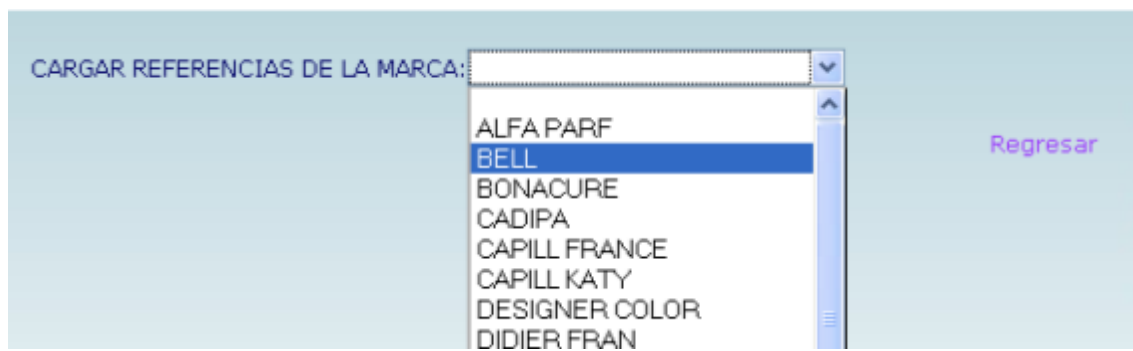 CARGAR REFERENCIAS DE LA MARCA:
ALFA PARF
BELL
Regresar
BONACURE
CADIPA
CAPILL FRANCE
CAPILL KATY
DESIGNER COLOR
DIDIER FRAN